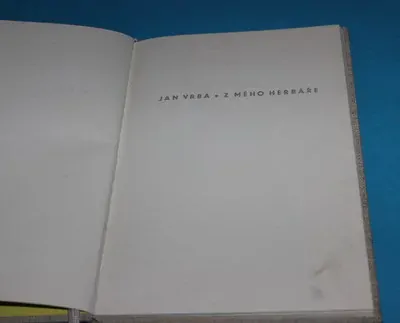 JAN VRBA • Z MÉHO HERBÁŘE